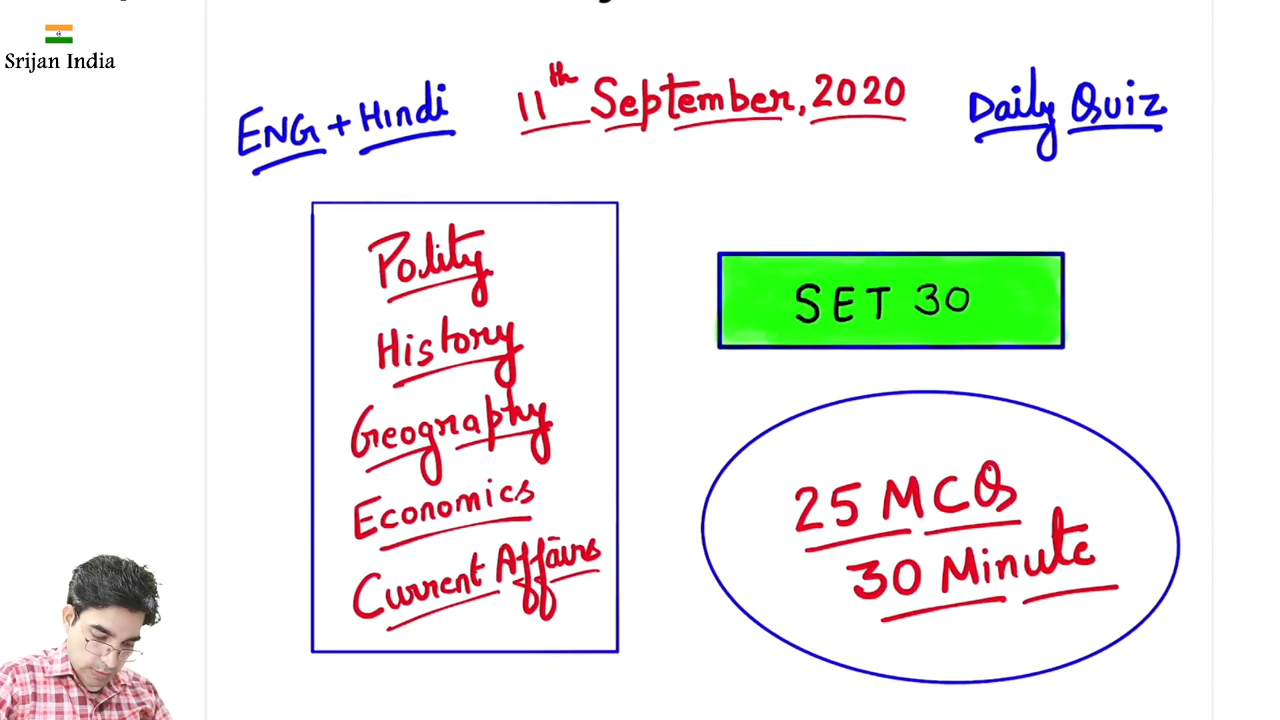 Srijan India
ENG + Hindi
11th September, 2020
Daily Quiz
Polity
History
Geography
Economics
Current Affairs
SET 30
25 MCQs
30 Minute